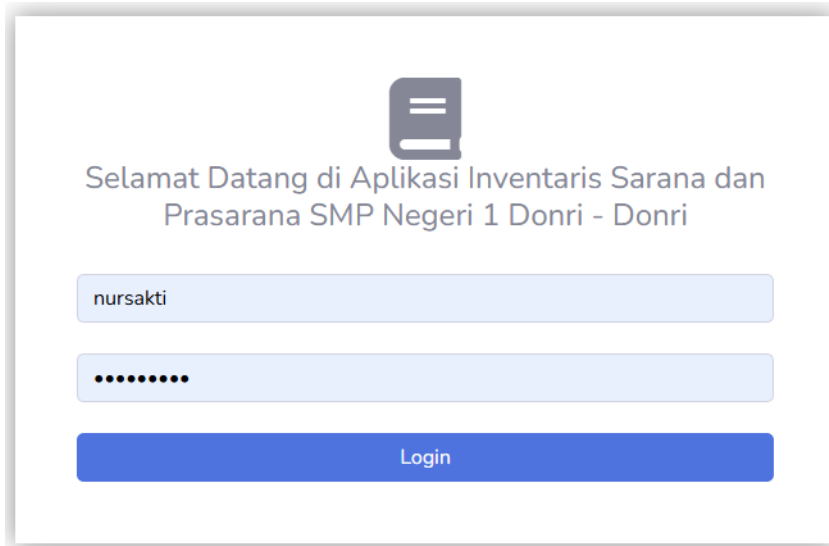 Selamat Datang di Aplikasi Inventaris Sarana dan
Prasarana SMP Negeri 1 Donri - Donri
nursakti
•••••••••
Login